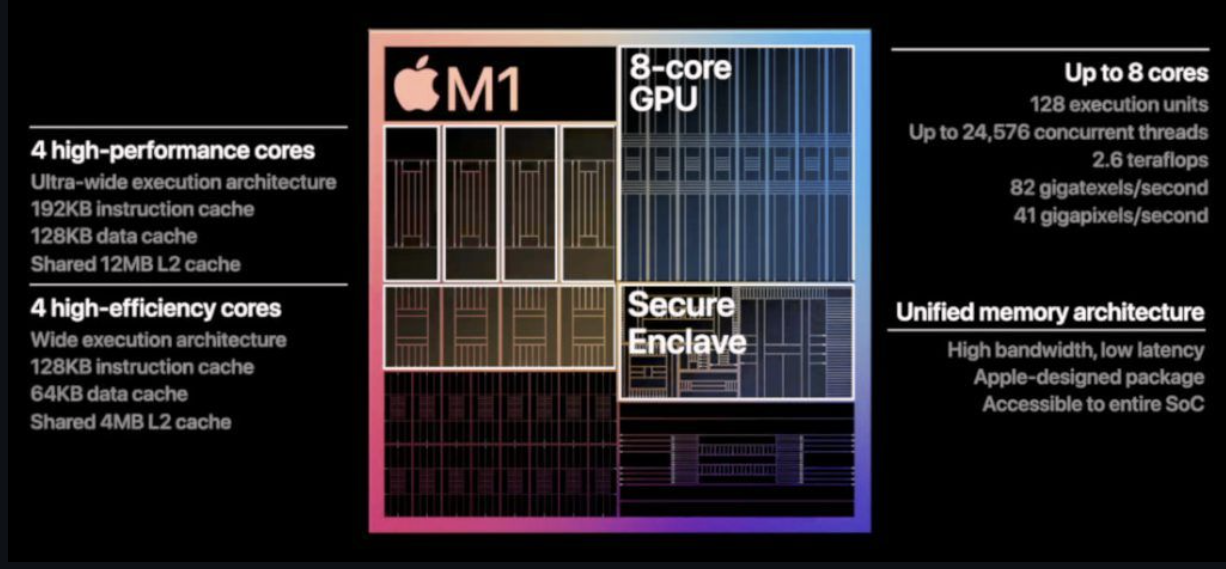 M1
8-core
GPU
4 high-performance cores
Ultra-wide execution architecture
192KB instruction cache
128KB data cache
Shared 12MB L2 cache
4 high-efficiency cores
Wide execution architecture
128KB instruction cache
64KB data cache
Shared 4MB L2 cache
Secure
Enclave
Up to 8 cores
128 execution units
Up to 24,576 concurrent threads
2.6 teraflops
82 gigatexels/second
41 gigapixels/second
Unified memory architecture
High bandwidth, low latency
Apple-designed package
Accessible to entire SoC